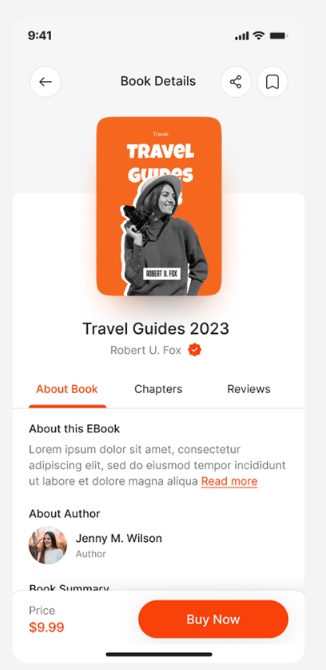 9:41
Book Details
Travel
TRAVEL
GUIDES
ROBERT U. FOX
Travel Guides 2023
Robert U. Fox
About Book
Chapters
Reviews
About this EBook
Lorem ipsum dolor sit amet, consectetur
adipiscing elit, sed do eiusmod tempor incididunt
ut labore et dolore magna aliqua Read more
About Author
Jenny M. Wilson
Author
Book Summary
Price
$9.99
Buy Now